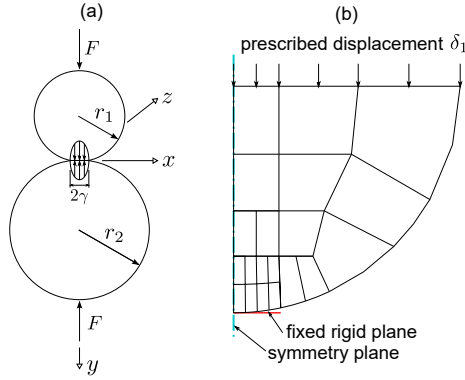 (a)
F
z
r1
x
2γ
r2
F
y
(b)
prescribed displacement δ1
fixed rigid plane
symmetry plane